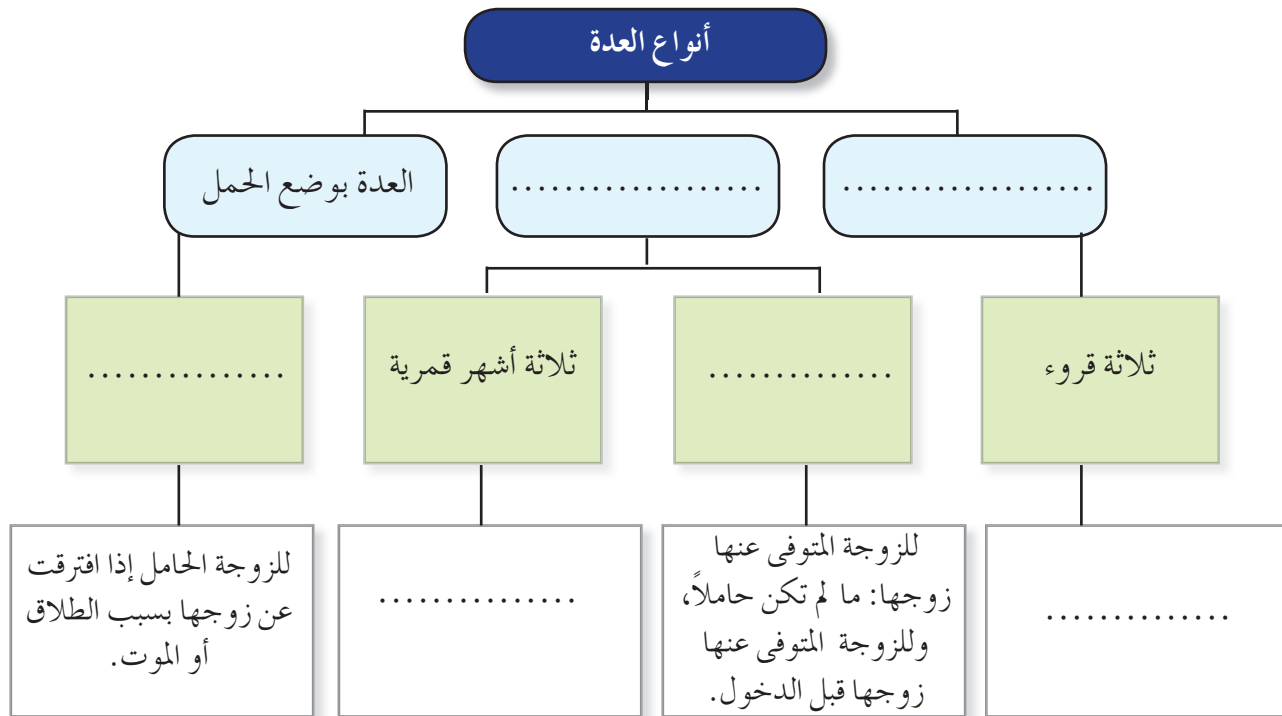 أنواع العدة
...................
...................
العدة بوضع الحمل
ثلاثة قروء
..............
ثلاثة أشهر قمرية
...............
..............
للزوجة المتوفى عنها
زوجها: ما لم تكن حاملاً،
وللزوجة المتوفى عنها
زوجها قبل الدخول.
...............
للزوجة الحامل إذا افترقت
عن زوجها بسبب الطلاق
أو الموت.